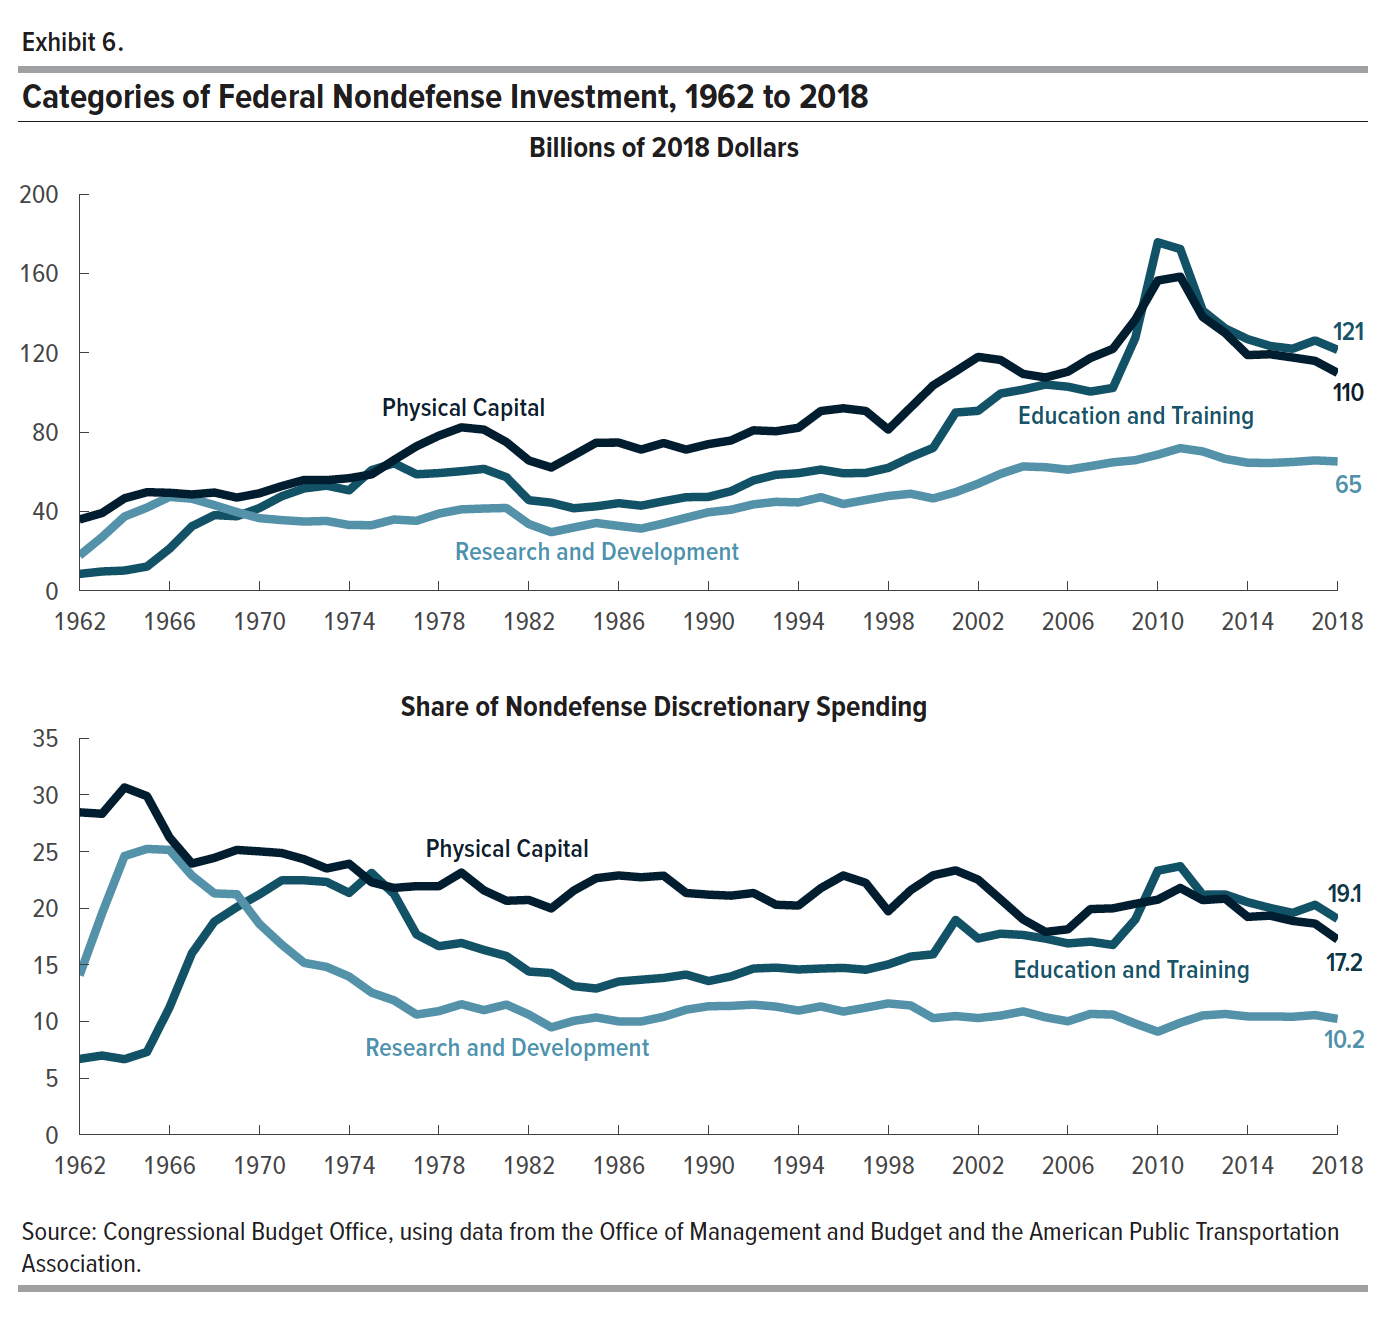 Exhibit 6.
Categories of Federal Nondefense Investment, 1962 to 2018
Billions of 2018 Dollars
200
160
120
80
40
0
121
110
65
Physical Capital
Education and Training
Research and Development
1962 1966 1970 1974 1978 1982 1986 1990 1994 1998 2002 2006 2010 2014 2018
Share of Nondefense Discretionary Spending
35
30
25
20
15
10
5
0
Physical Capital
19.1
17.2
Education and Training
10.2
Research and Development
1962 1966 1970 1974 1978 1982 1986 1990 1994 1998 2002 2006 2010 2014 2018
Source: Congressional Budget Office, using data from the Office of Management and Budget and the American Public Transportation
Association.